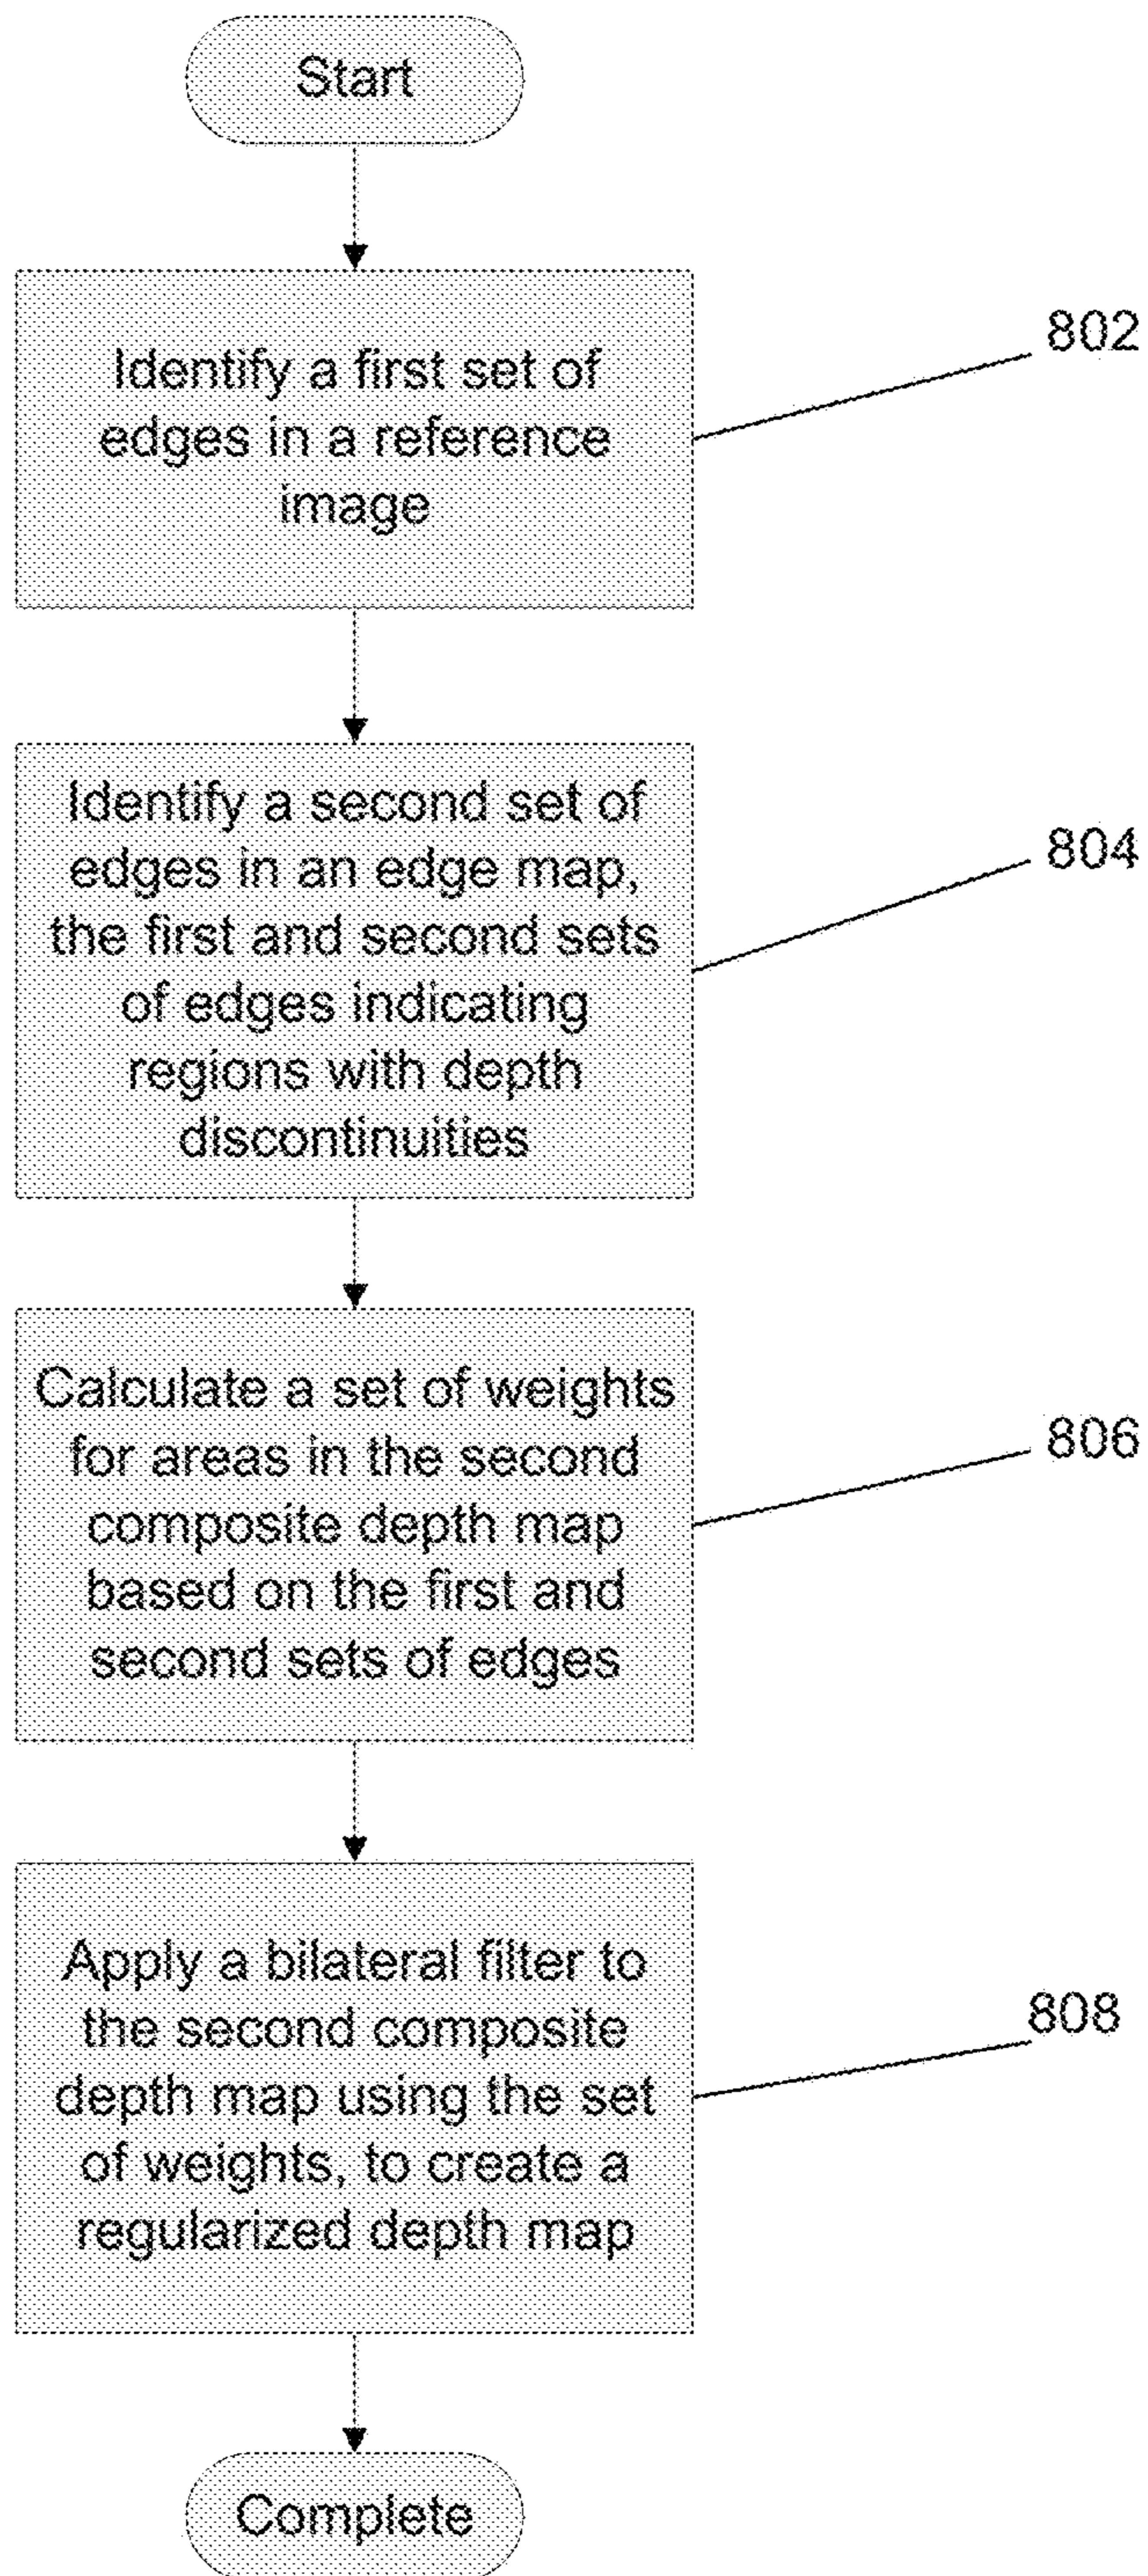 Start
Identify a first set of
edges in a reference
image
802
Identify a second set of
edges in an edge map,
the first and second sets
of edges indicating
regions with depth
discontinuities
804
Calculate a set of weights
for areas in the second
composite depth map
based on the first and
second sets of edges
806
Apply a bilateral filter to
the second composite
depth map using the set
of weights, to create a
regularized depth map
808
Complete